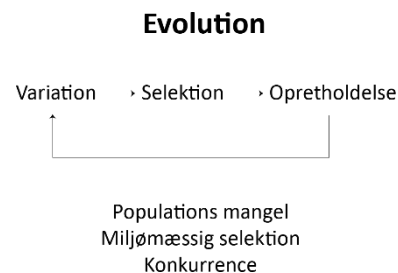 Evolution
Variation Selektion Opretholdelse
Populations mangel
Miljømæssig selektion
Konkurrence